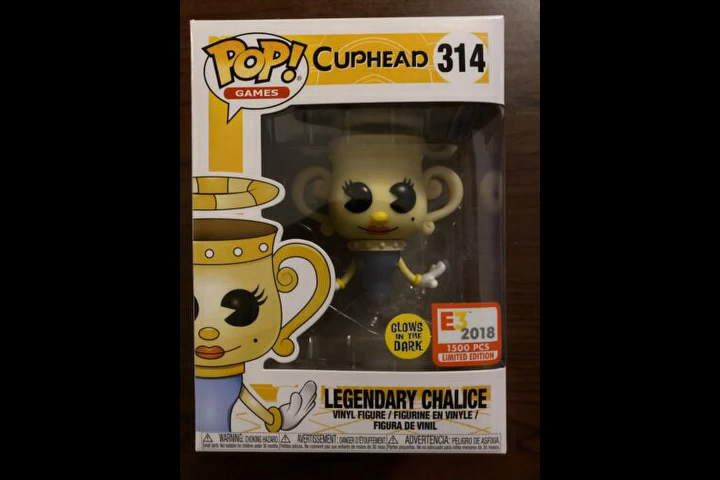 POP! CUPHEAD 314
GAMES
GLOWS
IN THE
DARK
E3 2018
1500 PCS
LIMITED EDITION
LEGENDARY CHALICE
VINYL FIGURE / FIGURINE EN VINYLE /
FIGURA DE VINIL
WARNING: CHOKING HAZARD. AVERTISSEMENT: DANGER D'ÉTOUFFEMENT. ADVERTENCIA: PELIGRO DE ASFIXIA.